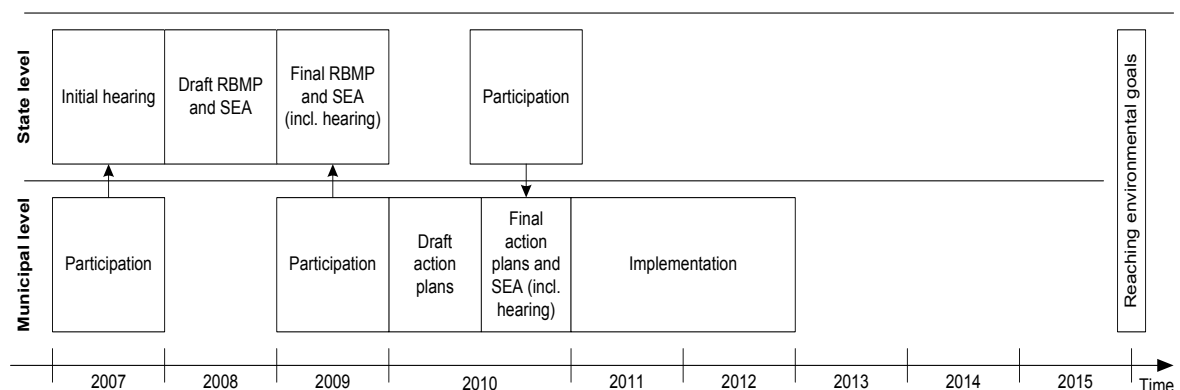 State level
Initial hearing
Draft RBMP
and SEA
Final RBMP
and SEA
(incl. hearing)
Participation
Municipal level
Participation
Participation
Draft
action
plans
Final
action
plans and
SEA (incl.
hearing)
Implementation
Reaching environmental goals
2007
2008
2009
2010
2011
2012
2013
2014
2015
Time